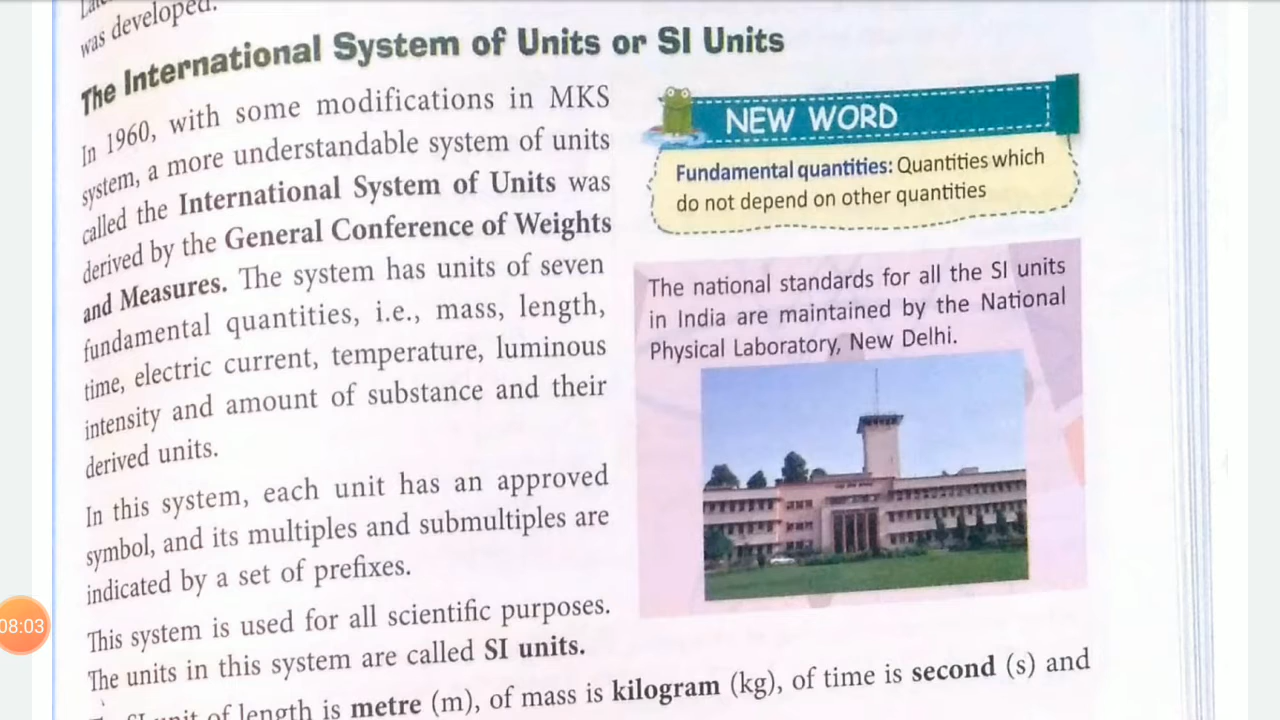 was developed.
The International System of Units or SI Units
In 1960, with some modifications in MKS
system, a more understandable system of units
called the International System of Units was
derived by the General Conference of Weights
and Measures. The system has units of seven
fundamental quantities, i.e., mass, length,
time, electric current, temperature, luminous
intensity and amount of substance and their
derived units.
In this system, each unit has an approved
symbol, and its multiples and submultiples are
indicated by a set of prefixes.
This system is used for all scientific purposes.
The units in this system are called SI units.
SI unit of length is metre (m), of mass is kilogram (kg), of time is second (s) and
NEW WORD
Fundamental quantities: Quantities which
do not depend on other quantities
The national standards for all the SI units
in India are maintained by the National
Physical Laboratory, New Delhi.
08:03